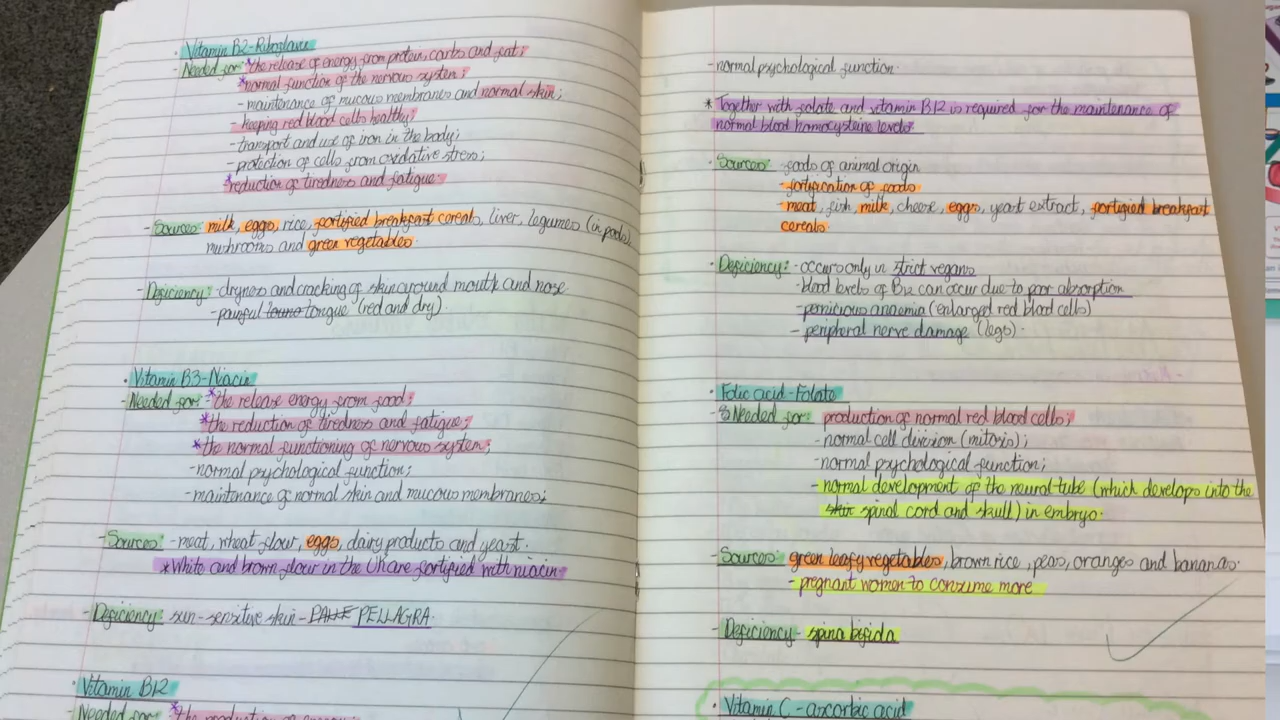 · Vitamin B2-Riboflavin
Needed for: *the release of energy from protein, carbs and fat;
*normal function of the nervous system;
- maintenance of mucous membranes and normal skin;
- keeping red blood cells healthy;
- transport and use of iron in the body;
- protection of cells from oxidative stress;
*reduction of tiredness and fatigue.
- Sources: milk, eggs, rice, fortified breakfast cereals, liver, legumes (in pods),
mushrooms and green vegetables.
- Deficiency: - dryness and cracking of skin around mouth and nose
- painful tongue (red and dry).
· Vitamin B3-Niacin
- Needed for: *the release energy from food;
*the reduction of tiredness and fatigue;
*the normal functioning of nervous system;
- normal psychological function;
- maintenance of normal skin and mucous membranes;
- Sources: - meat, wheat flour, eggs, dairy products and yeast.
*White and brown flour in the UK are fortified with niacin
- Deficiency: sun-sensitive skin - PELLAGRA.
· Vitamin B12
Needed for: *the production of energy;
- normal psychological function.
* Together with folate and vitamin B12 is required for the maintenance of
normal blood homocysteine levels.
- Sources: - foods of animal origin
- fortification of foods
- meat, fish, milk, cheese, eggs, yeast extract, fortified breakfast
cereals.
· Deficiency: - occurs only in strict vegans
- blood levels of B12 can occur due to poor absorption
- pernicious anaemia (enlarged red blood cells)
- peripheral nerve damage (legs).
· Folic acid-Folate
- Needed for: production of normal red blood cells;
- normal cell division (mitosis);
- normal psychological function;
- normal development of the neural tube (which develops into the
skin spinal cord and skull) in embryo.
- Sources: green leafy vegetables, brown rice, peas, oranges and bananas.
- pregnant women to consume more
- Deficiency - spina bifida
· Vitamin C - ascorbic acid